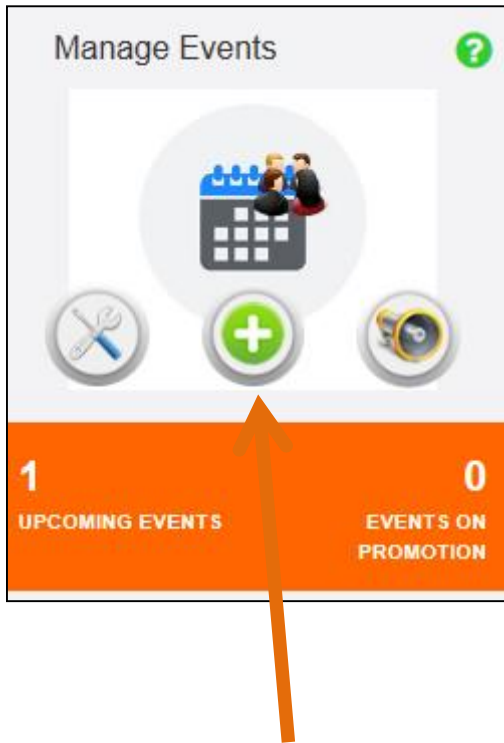 Manage Events
?
1
UPCOMING EVENTS
0
EVENTS ON
PROMOTION